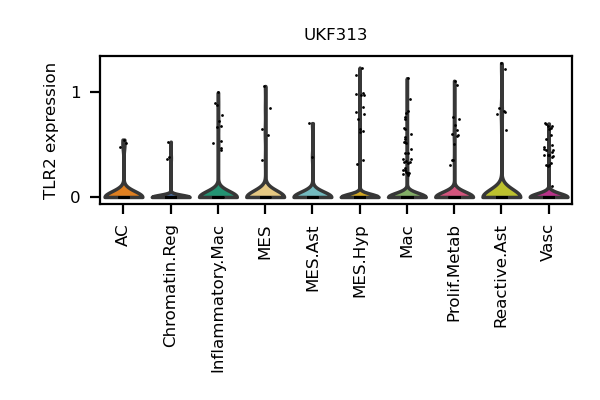 UKF313
TLR2 expression
1
0
AC
Chromatin.Reg
Inflammatory.Mac
MES
MES.Ast
MES.Hyp
Mac
Prolif.Metab
Reactive.Ast
Vasc